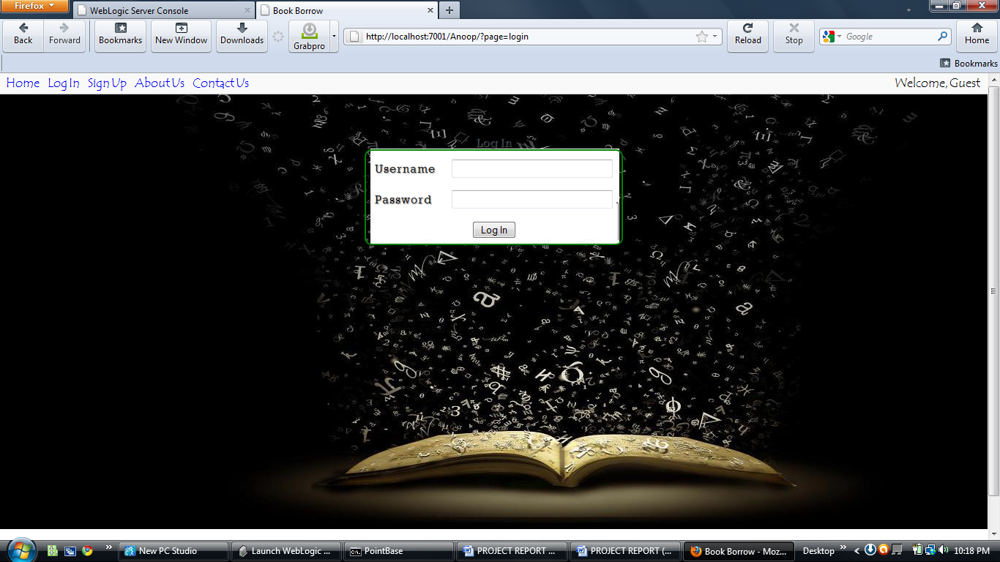 Firefox
WebLogic Server Console
Book Borrow
Back
Forward
Bookmarks
New Window
Downloads
Grabpro
http://localhost:7001/Anoop/?page=login
Reload
Stop
Google
Home
Bookmarks
Home Log In Sign Up About Us Contact Us
Welcome, Guest
Log In
Username
Password
Log In
New PC Studio
Launch WebLogic ...
PointBase
PROJECT REPORT ...
PROJECT REPORT (...
Book Borrow - Moz...
Desktop
10:18 PM